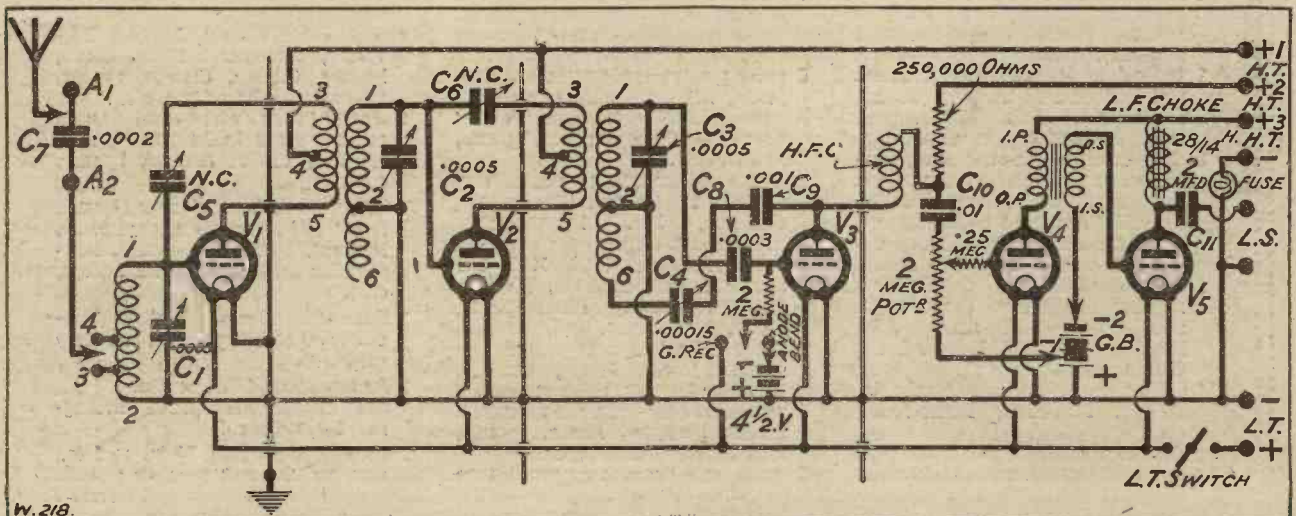 A1
C7 .0002
A2
4
3
1
2
N.C.
C5
.0005
C1
V1
3
4
5
1
2
6
C6 N.C.
.0005
C2
1
V2
3
4
5
1
2
6
C3
.0005
C8
.0003
.001 C9
C4
.00015
2
MEG.
G.REC
ANODE
BEND
- +
4 1/2.V.
V3
H.F.C
250,000 OHMS
C10
.01
.25
MEG
2
MEG.
POTR
I.P.
O.P.
O.S.
I.S.
V4
-2
-1 G.B.
+
L.F.CHOKE
28/14
2
MFD
C11
V5
+1
H.T.
+2
H.T.
+3
H.T.
-
FUSE
L.S.
-
L.T.
+
L.T.SWITCH
W.218.